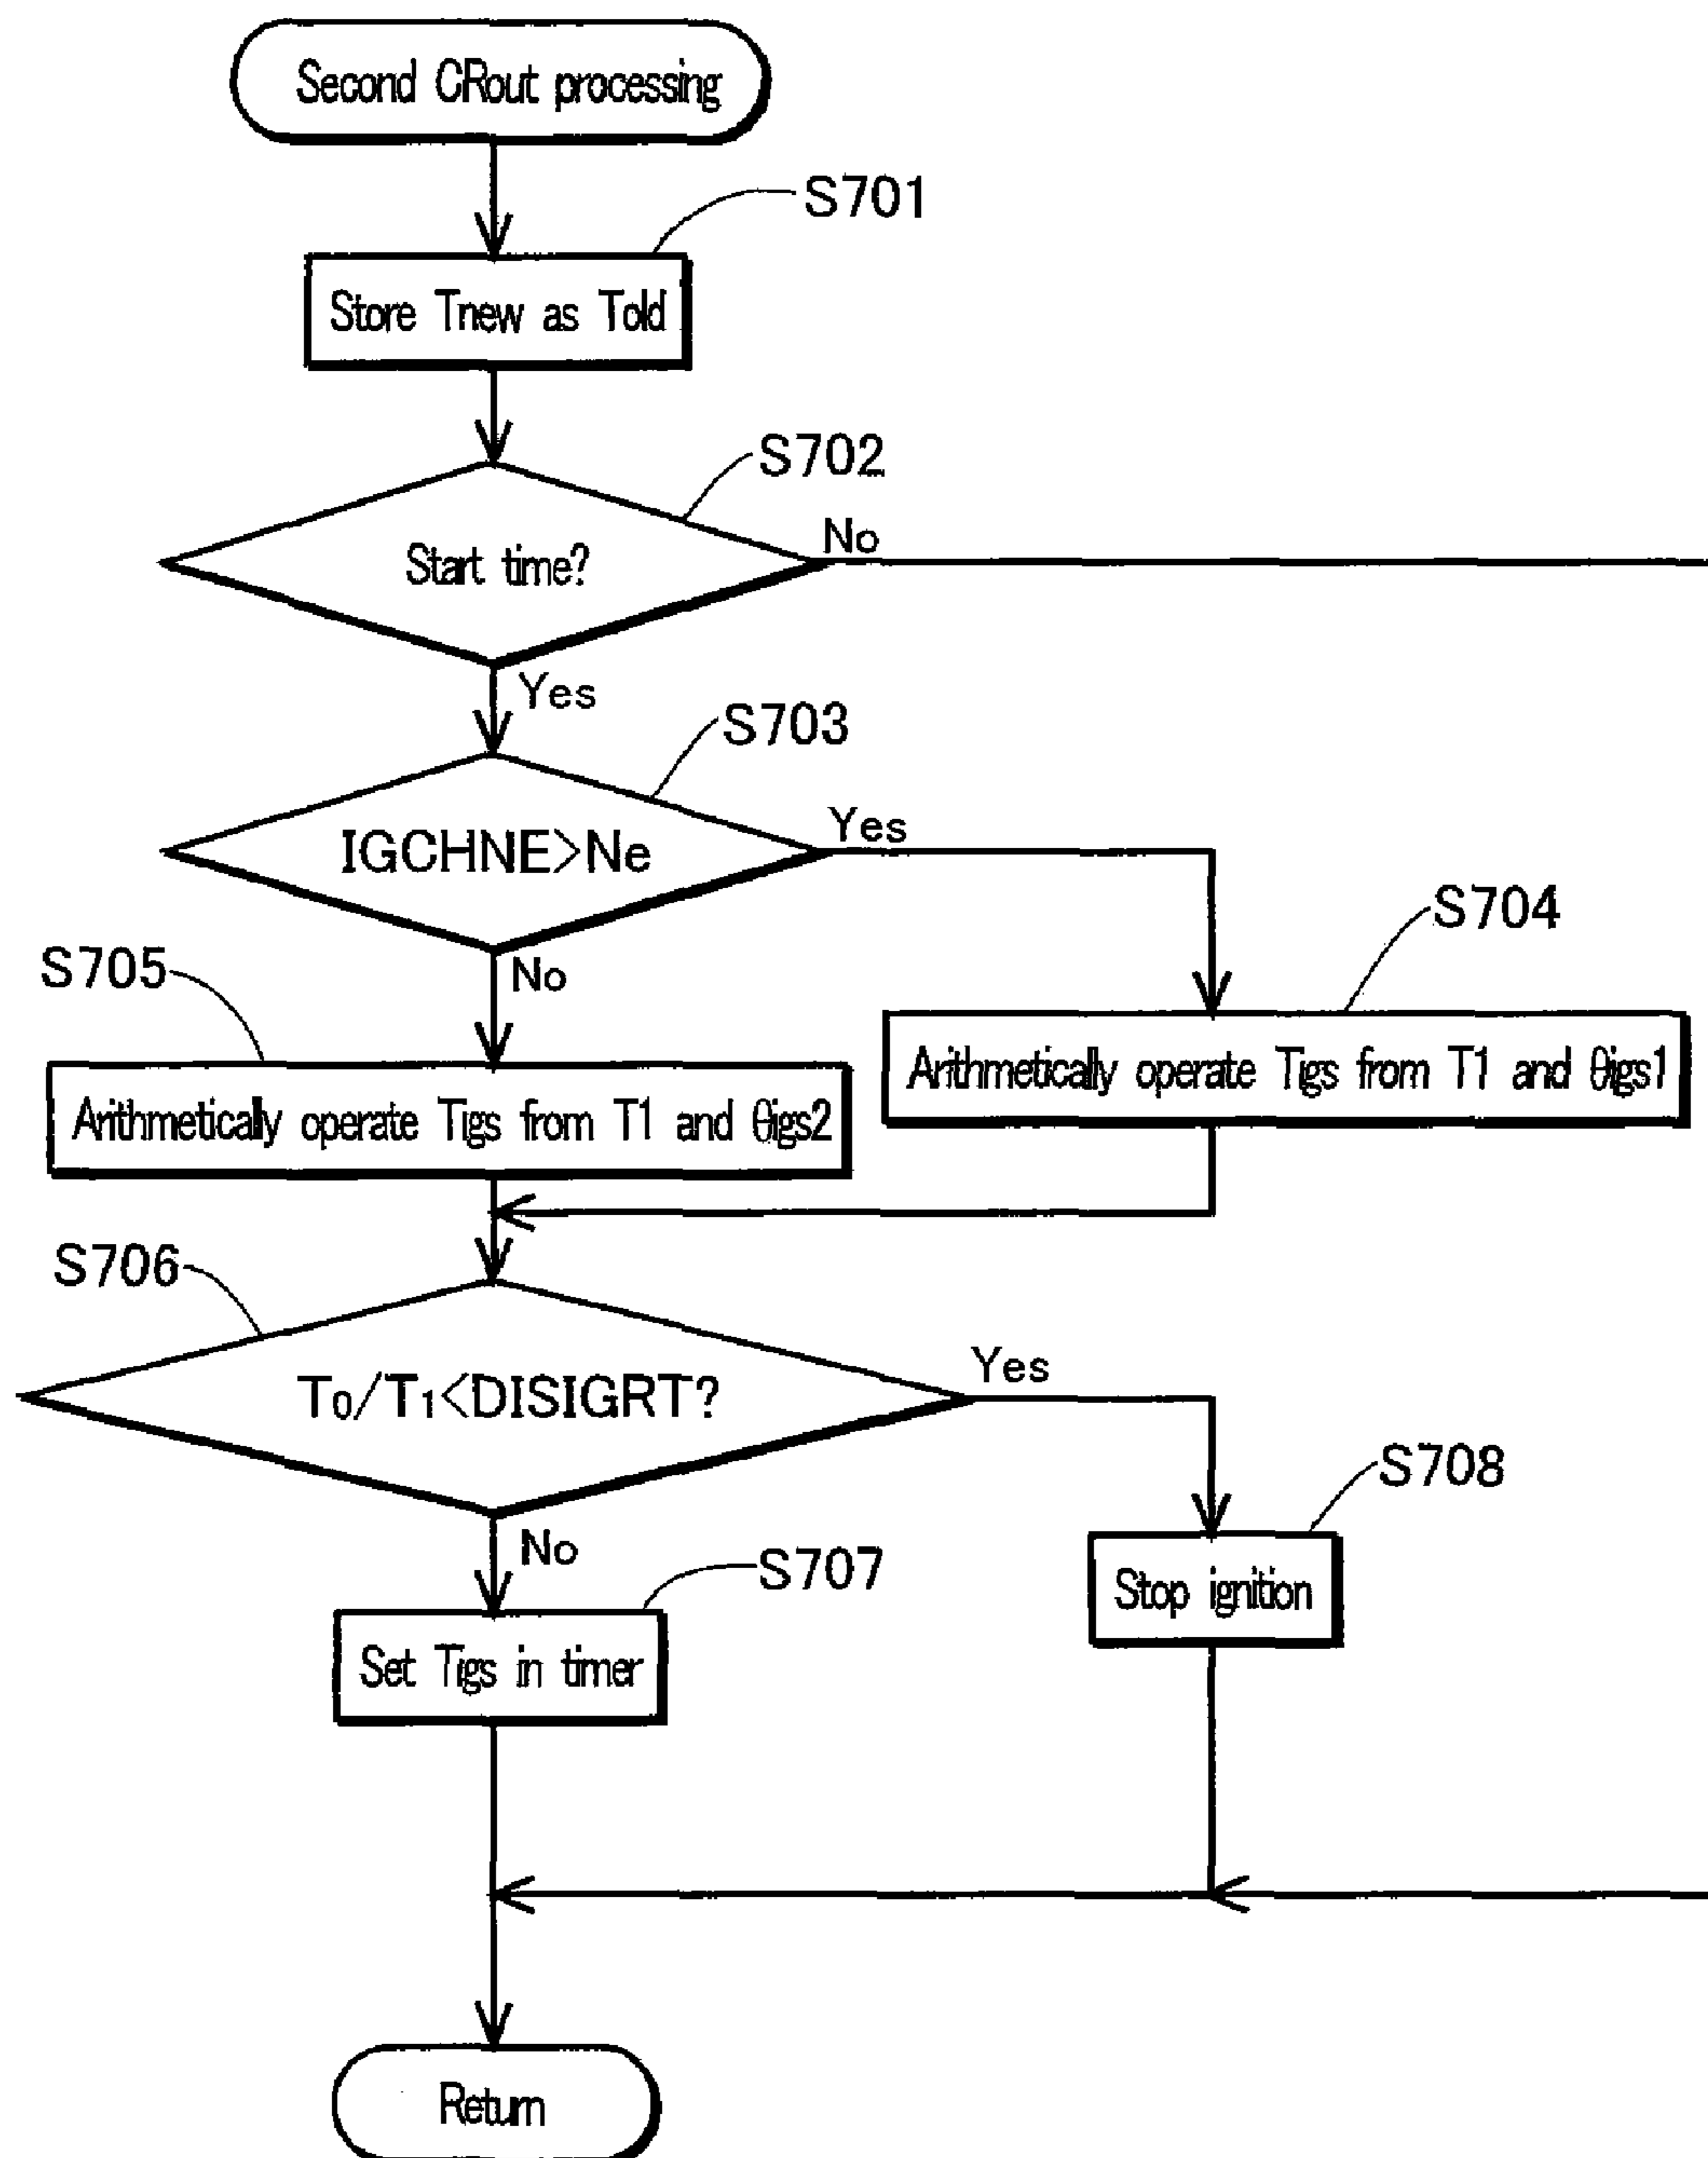 Second CRout processing
S701
Store Tnew as Told
S702
Start time?
No
Yes
S703
IGCHNE>Ne
Yes
S704
No
S705
Arithmetically operate Tigs from T1 and θigs1
Arithmetically operate Tigs from T1 and θigs2
S706
T₀/T₁<DISIGRT?
Yes
S708
No
S707
Stop ignition
Set Tigs in timer
Return